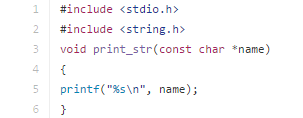 1 #include <stdio.h>
2 #include <string.h>
3 void print_str(const char *name)
4 {
5 printf("%s\n", name);
6 }